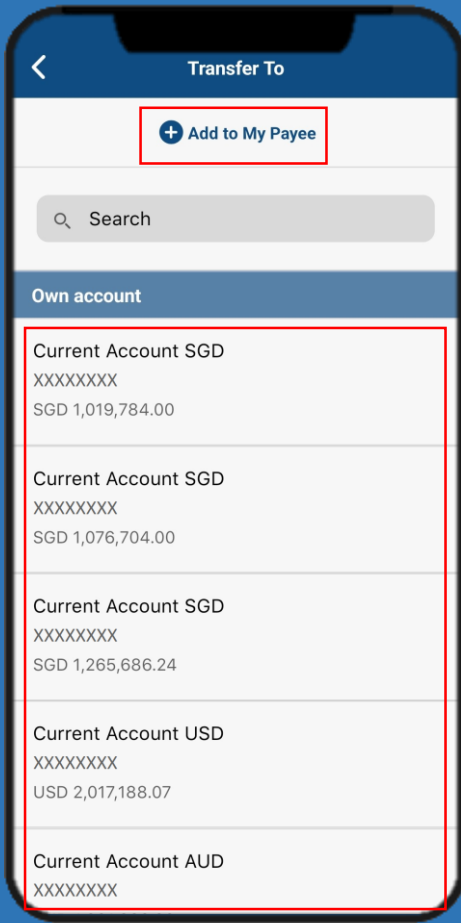 Transfer To
Add to My Payee
Search
Own account
Current Account SGD
XXXXXXXX
SGD 1,019,784.00
Current Account SGD
XXXXXXXX
SGD 1,076,704.00
Current Account SGD
XXXXXXXX
SGD 1,265,686.24
Current Account USD
XXXXXXXX
USD 2,017,188.07
Current Account AUD
XXXXXXXX